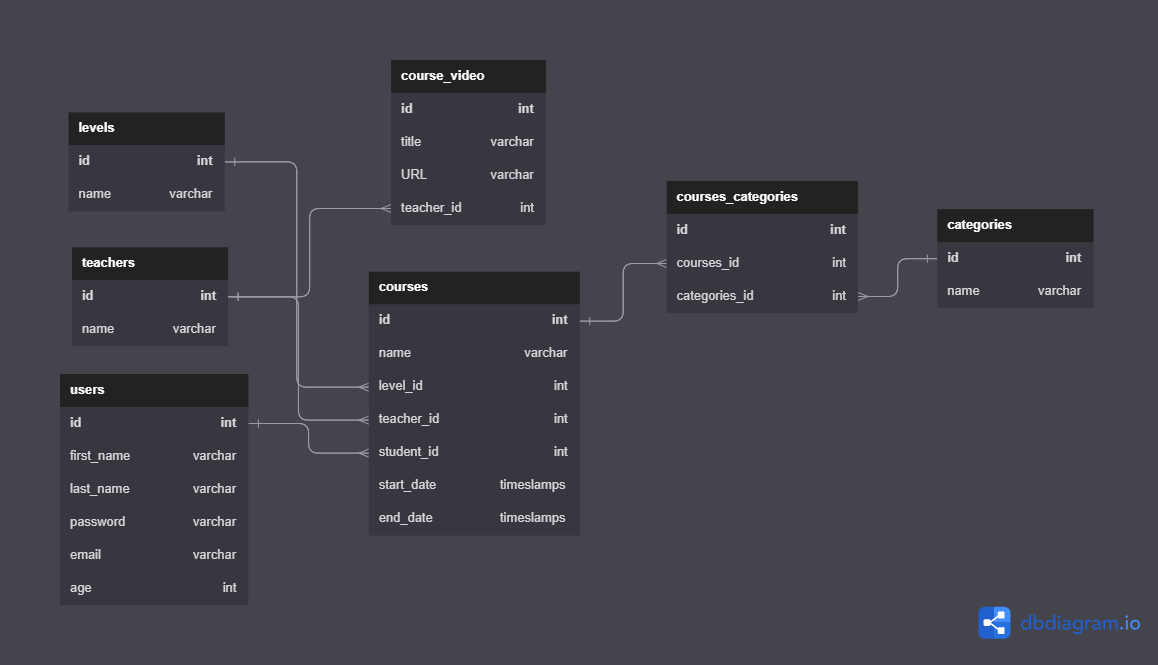 levels
id int
name varchar
teachers
id int
name varchar
users
id int
first_name varchar
last_name varchar
password varchar
email varchar
age int
course_video
id int
title varchar
URL varchar
teacher_id int
courses
id int
name varchar
level_id int
teacher_id int
student_id int
start_date timeslamps
end_date timeslamps
courses_categories
id int
courses_id int
categories_id int
categories
id int
name varchar
dbdiagram.io